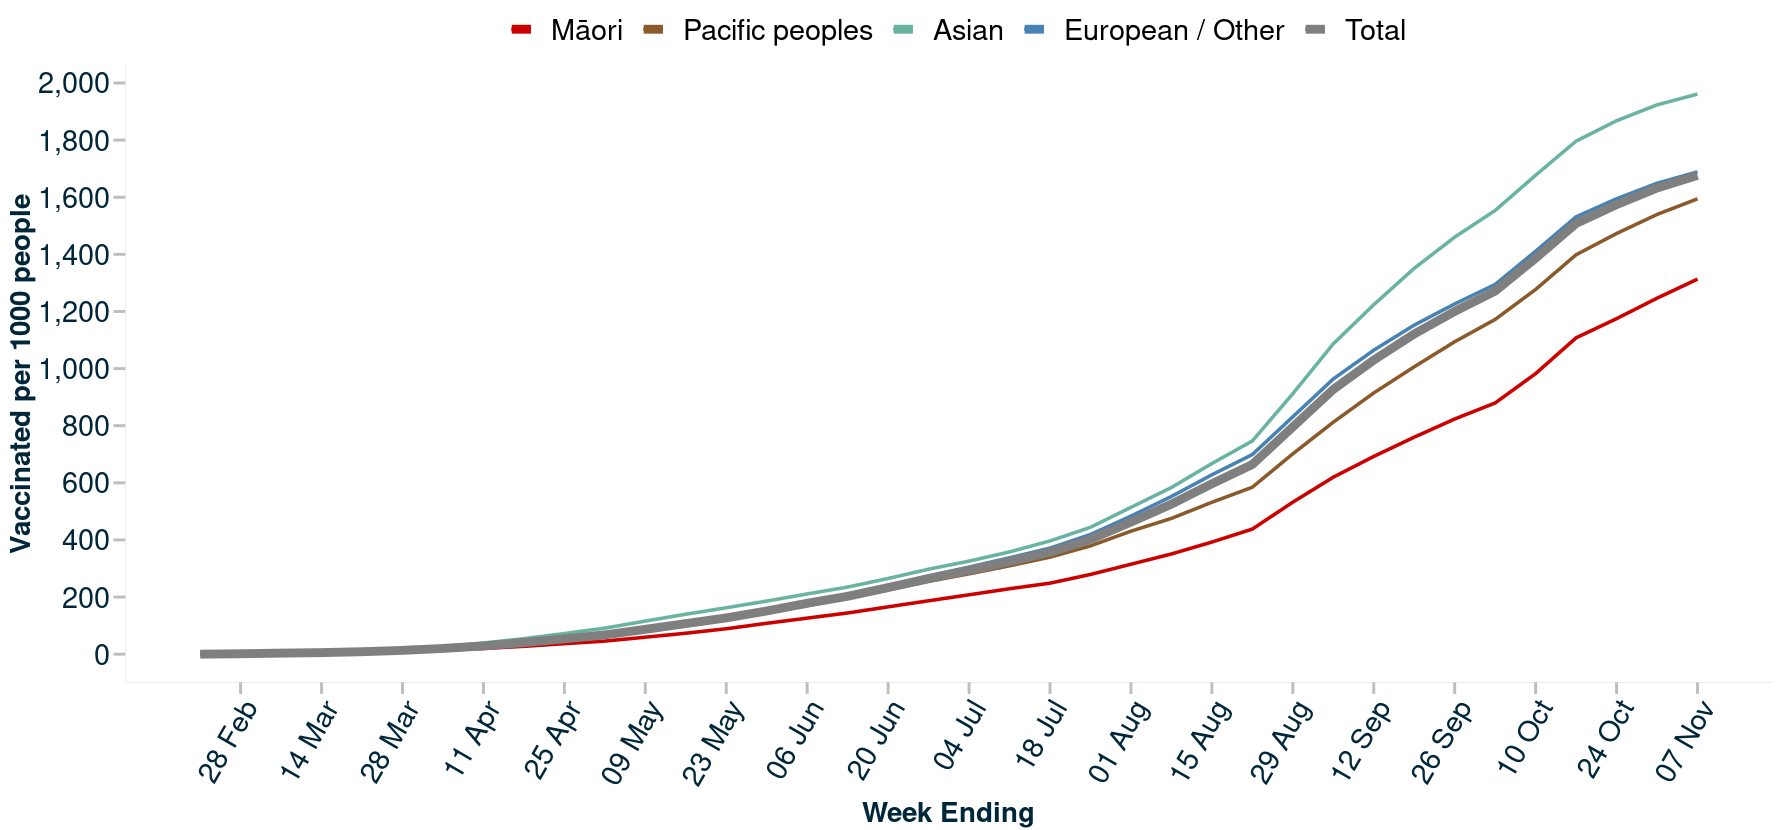 Māori Pacific peoples Asian European / Other Total
Vaccinated per 1000 people
2,000
1,800
1,600
1,400
1,200
1,000
800
600
400
200
0
28 Feb
14 Mar
28 Mar
11 Apr
25 Apr
09 May
23 May
06 Jun
20 Jun
04 Jul
18 Jul
01 Aug
15 Aug
29 Aug
12 Sep
26 Sep
10 Oct
24 Oct
07 Nov
Week Ending